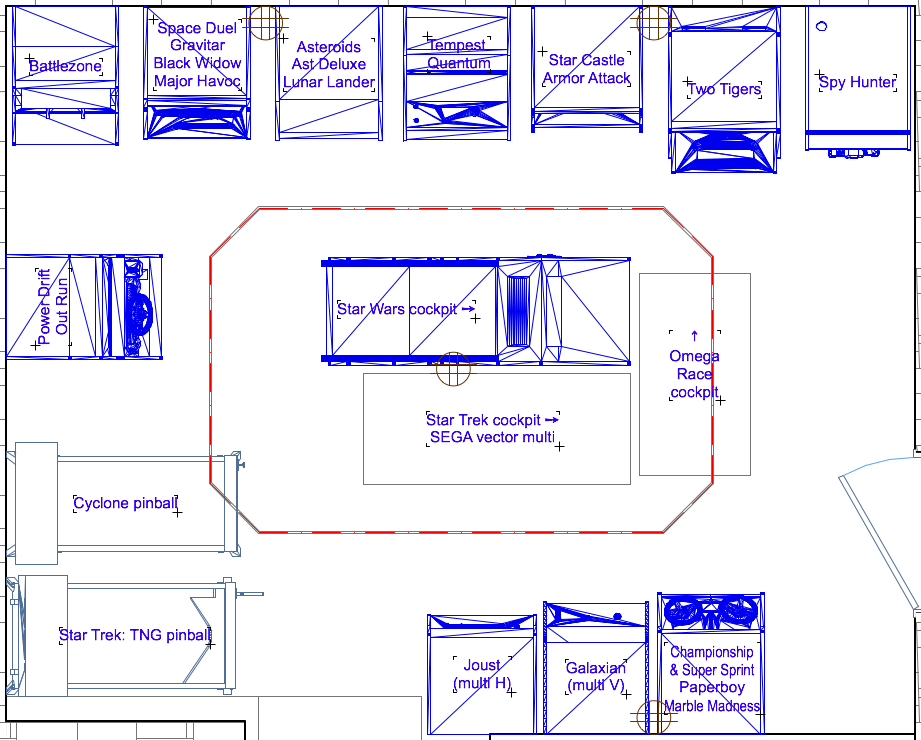 Battlezone
Space Duel
Gravitar
Black Widow
Major Havoc
Asteroids
Ast Deluxe
Lunar Lander
Tempest
Quantum
Star Castle
Armor Attack
Two Tigers
Spy Hunter
Power Drift
Out Run
Star Wars cockpit →
↑
Omega
Race
cockpit
Star Trek cockpit →
SEGA vector multi
Cyclone pinball
Star Trek: TNG pinball
Joust
(multi H)
Galaxian
(multi V)
Championship
& Super Sprint
Paperboy
Marble Madness